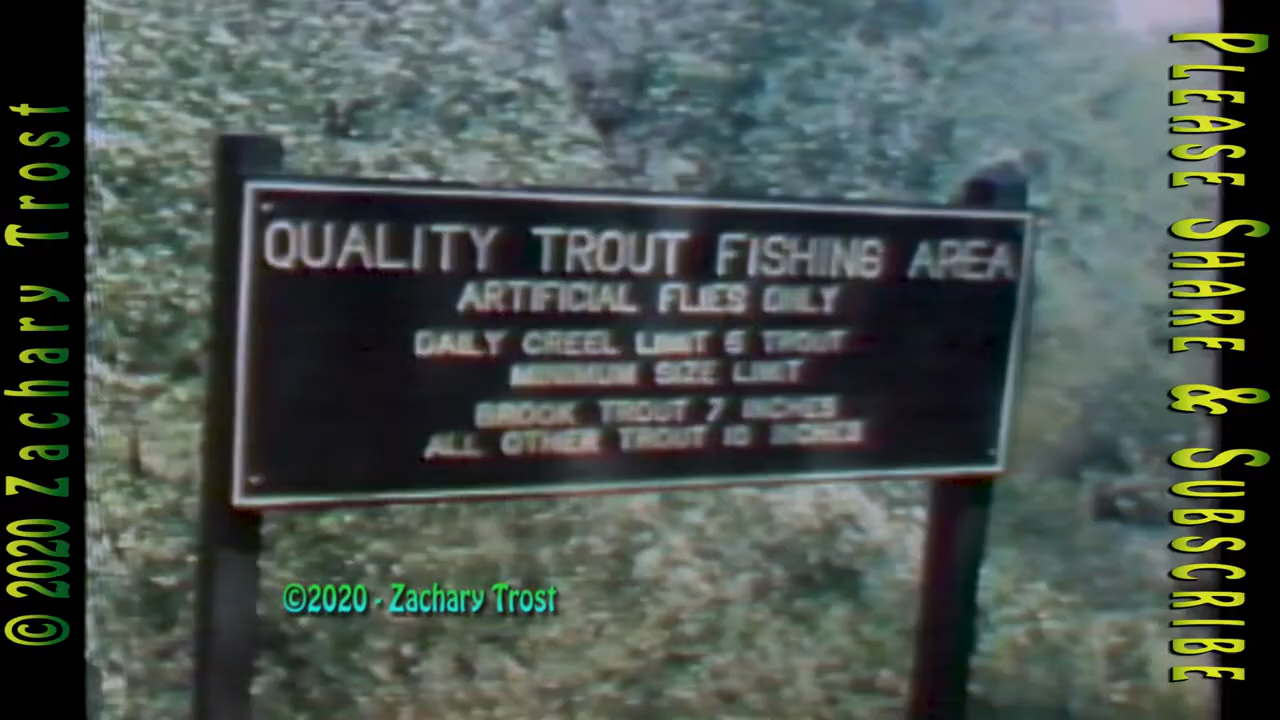 © 2020 Zachary Trost
QUALITY TROUT FISHING AREA
ARTIFICIAL FLIES ONLY
DAILY CREEL LIMIT 5 TROUT
MINIMUM SIZE LIMIT
BROOK TROUT 7 INCHES
ALL OTHER TROUT 10 INCHES
©2020 - Zachary Trost
PLEASE SHARE & SUBSCRIBE